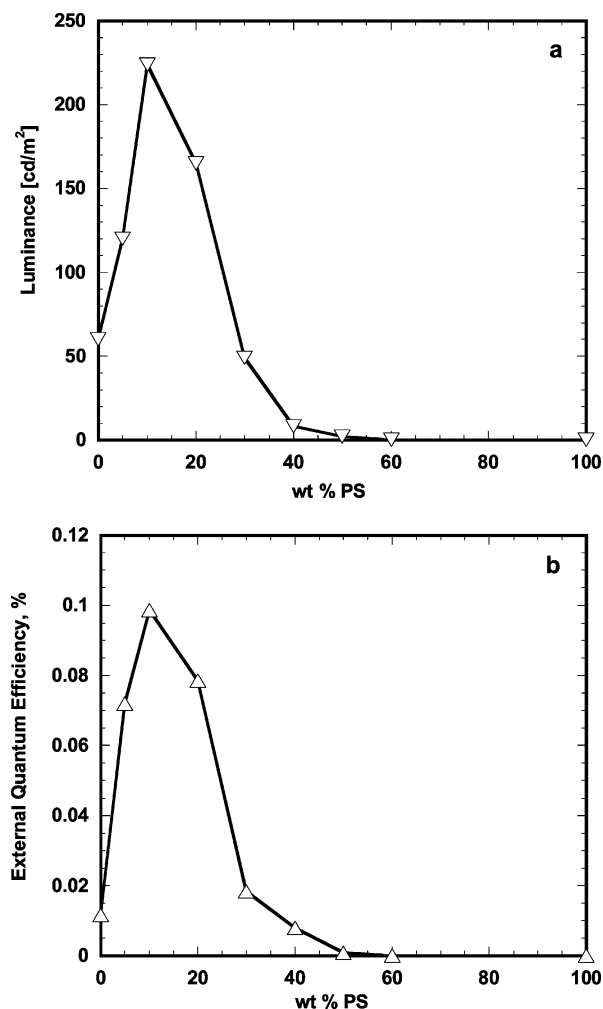 a
Luminance [cd/m²]
250
200
150
100
50
0
0 20 40 60 80 100
wt % PS
b
External Quantum Efficiency, %
0.12
0.1
0.08
0.06
0.04
0.02
0
0 20 40 60 80 100
wt % PS